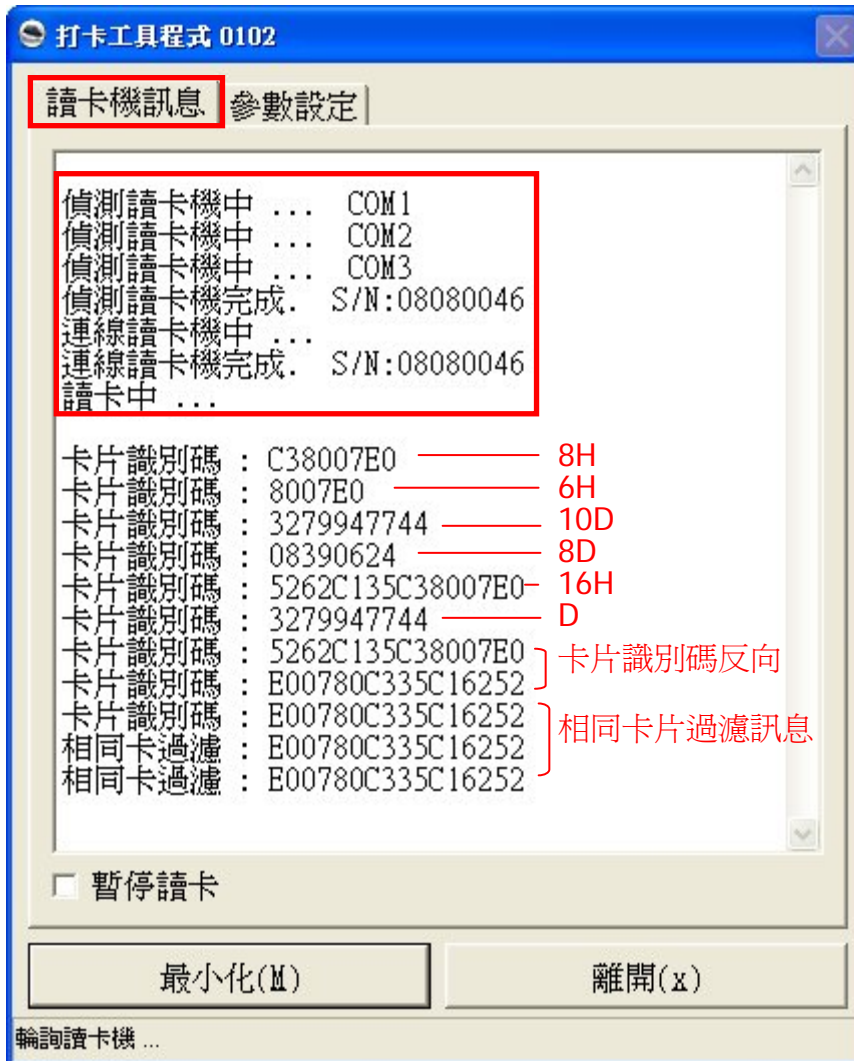 打卡工具程式 0102
讀卡機訊息 參數設定
偵測讀卡機中 ... COM1
偵測讀卡機中 ... COM2
偵測讀卡機中 ... COM3
偵測讀卡機完成. S/N:08080046
連線讀卡機中 ...
連線讀卡機完成. S/N:08080046
讀卡中 ...
卡片識別碼 : C38007E0 8H
卡片識別碼 : 8007E0 6H
卡片識別碼 : 3279947744 10D
卡片識別碼 : 08390624 8D
卡片識別碼 : 5262C135C38007E0 16H
卡片識別碼 : 3279947744 D
卡片識別碼 : 5262C135C38007E0 卡片識別碼反向
卡片識別碼 : E00780C335C16252
卡片識別碼 : E00780C335C16252 相同卡片過濾訊息
相同卡過濾 : E00780C335C16252
相同卡過濾 : E00780C335C16252
暫停讀卡
最小化(M) 離開(x)
輪詢讀卡機 ...